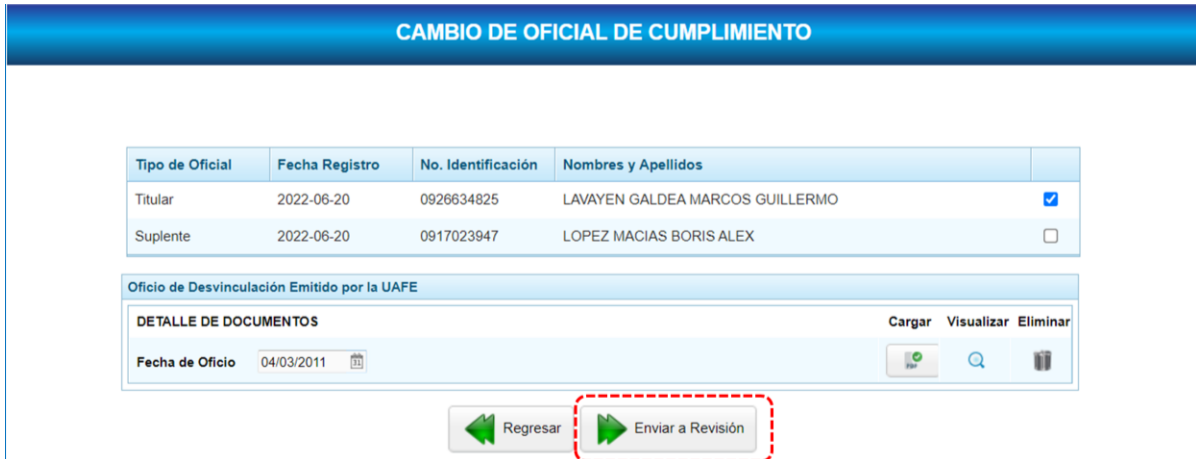 CAMBIO DE OFICIAL DE CUMPLIMIENTO
Tipo de Oficial Fecha Registro No. Identificación Nombres y Apellidos
Titular 2022-06-20 0926634825 LAVAYEN GALDEA MARCOS GUILLERMO
Suplente 2022-06-20 0917023947 LOPEZ MACIAS BORIS ALEX
Oficio de Desvinculación Emitido por la UAFE
DETALLE DE DOCUMENTOS Cargar Visualizar Eliminar
Fecha de Oficio 04/03/2011 31 PDF
Regresar Enviar a Revisión